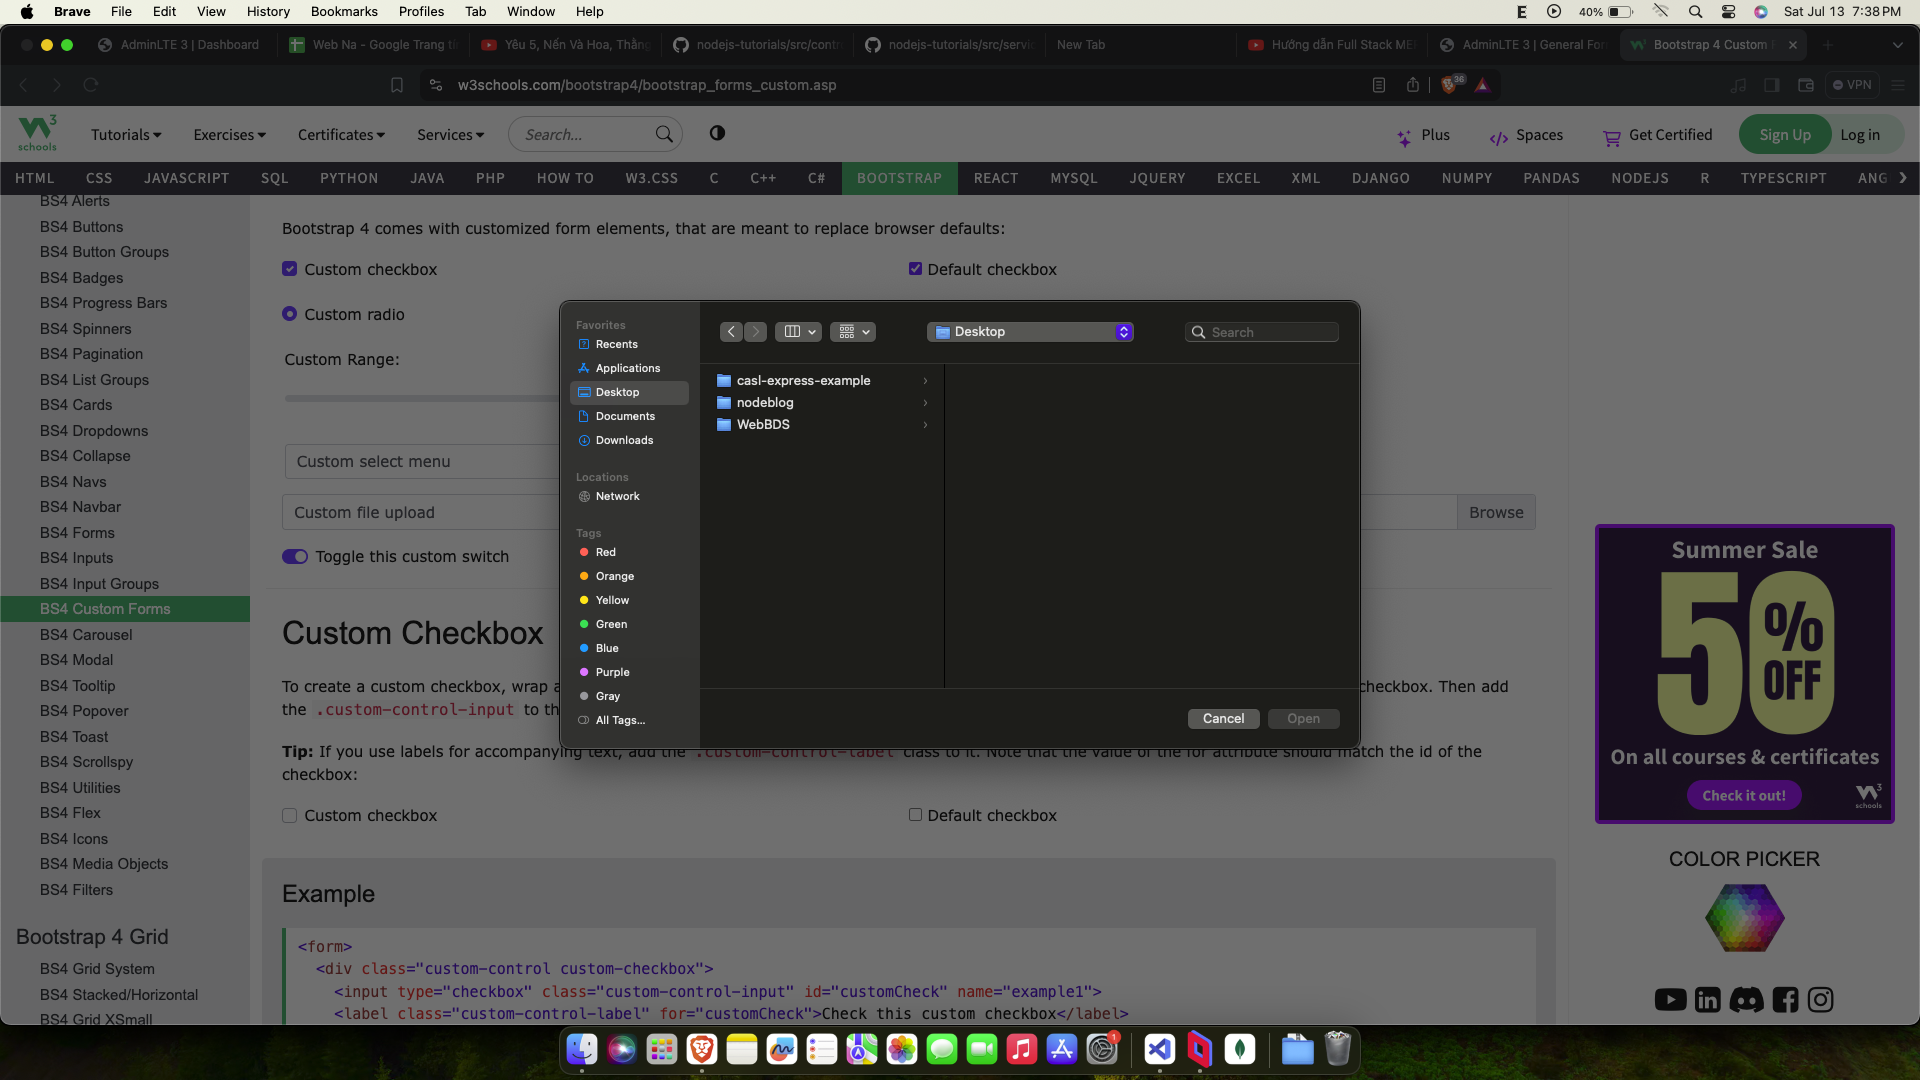 Brave File Edit View History Bookmarks Profiles Tab Window Help
E 40% Sat Jul 13 7:38 PM
AdminLTE 3 | Dashboard
Web Na - Google Trang tí
Yêu 5, Nến Và Hoa, Thằng
nodejs-tutorials/src/contr
nodejs-tutorials/src/servic
New Tab
Hướng dẫn Full Stack ME
AdminLTE 3 | General For
Bootstrap 4 Custom F
w3schools.com/bootstrap4/bootstrap_forms_custom.asp
36
VPN
W3 schools
Tutorials Exercises Certificates Services Search... Plus Spaces Get Certified Sign Up Log in
HTML CSS JAVASCRIPT SQL PYTHON JAVA PHP HOW TO W3.CSS C C++ C# BOOTSTRAP REACT MYSQL JQUERY EXCEL XML DJANGO NUMPY PANDAS NODEJS R TYPESCRIPT ANG
BS4 Alerts
BS4 Buttons
BS4 Button Groups
BS4 Badges
BS4 Progress Bars
BS4 Spinners
BS4 Pagination
BS4 List Groups
BS4 Cards
BS4 Dropdowns
BS4 Collapse
BS4 Navs
BS4 Navbar
BS4 Forms
BS4 Inputs
BS4 Input Groups
BS4 Custom Forms
BS4 Carousel
BS4 Modal
BS4 Tooltip
BS4 Popover
BS4 Toast
BS4 Scrollspy
BS4 Utilities
BS4 Flex
BS4 Icons
BS4 Media Objects
BS4 Filters
Bootstrap 4 Grid
BS4 Grid System
BS4 Stacked/Horizontal
BS4 Grid XSmall
Bootstrap 4 comes with customized form elements, that are meant to replace browser defaults:
Custom checkbox
Default checkbox
Custom radio
Custom Range:
Custom select menu
Custom file upload
Browse
Toggle this custom switch
Favorites
Recents
Applications
Desktop
Documents
Downloads
Locations
Network
Tags
Red
Orange
Yellow
Green
Blue
Purple
Gray
All Tags...
Desktop
Search
casl-express-example
nodeblog
WebBDS
Cancel
Open
Custom Checkbox
To create a custom checkbox, wrap a
checkbox. Then add
the .custom-control-input to th
Tip: If you use labels for accompanying text, add the .custom-control-label class to it. Note that the value of the for attribute should match the id of the
checkbox:
Custom checkbox
Default checkbox
Example
<form>
<div class="custom-control custom-checkbox">
<input type="checkbox" class="custom-control-input" id="customCheck" name="example1">
<label class="custom-control-label" for="customCheck">Check this custom checkbox</label>
Summer Sale
50% OFF
On all courses & certificates
Check it out!
W3 schools
COLOR PICKER
1